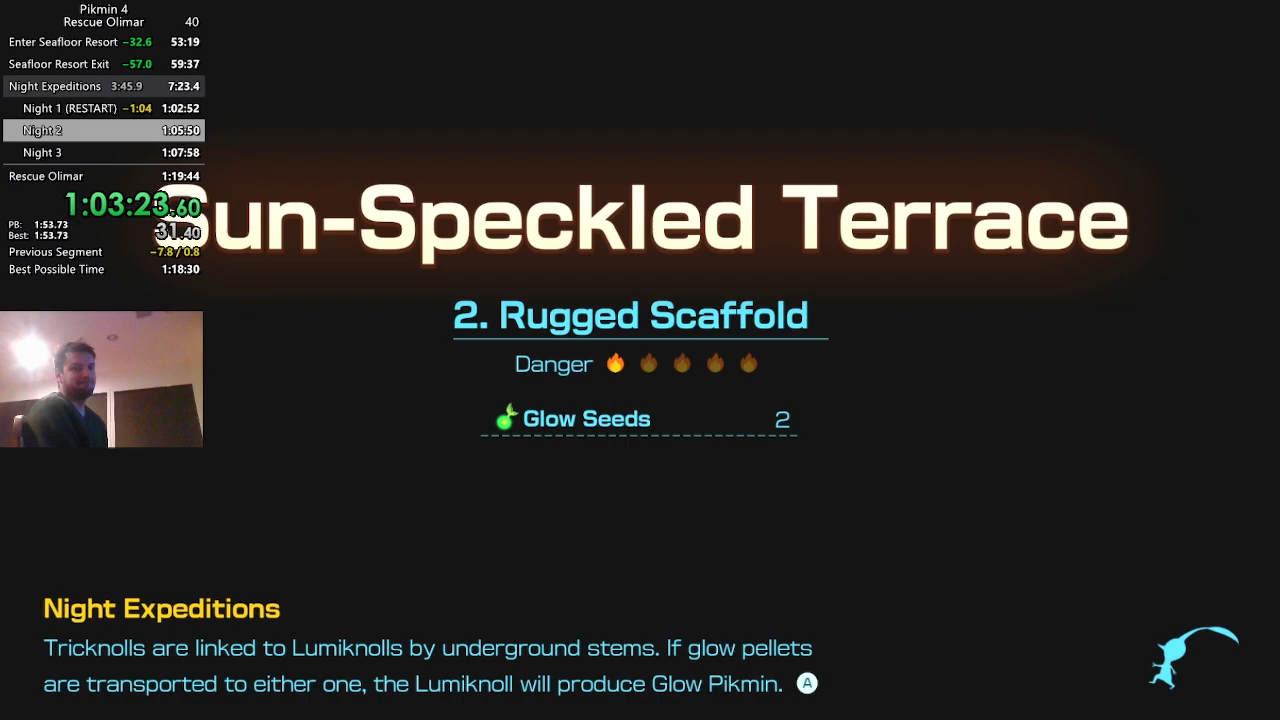 Pikmin 4
Rescue Olimar 40
Enter Seafloor Resort −32.6 53:19
Seafloor Resort Exit −57.0 59:37
Night Expeditions 3:45.9 7:23.4
Night 1 (RESTART) −1:04 1:02:52
Night 2 1:05:50
Night 3 1:07:58
Rescue Olimar 1:19:44
1:03:23.60
PB: 1:53.73
Best: 1:53.73
31.40
Previous Segment −7.8 / 0.8
Best Possible Time 1:18:30
Sun-Speckled Terrace
2. Rugged Scaffold
Danger
Glow Seeds 2
Night Expeditions
Tricknolls are linked to Lumiknolls by underground stems. If glow pellets
are transported to either one, the Lumiknoll will produce Glow Pikmin. A